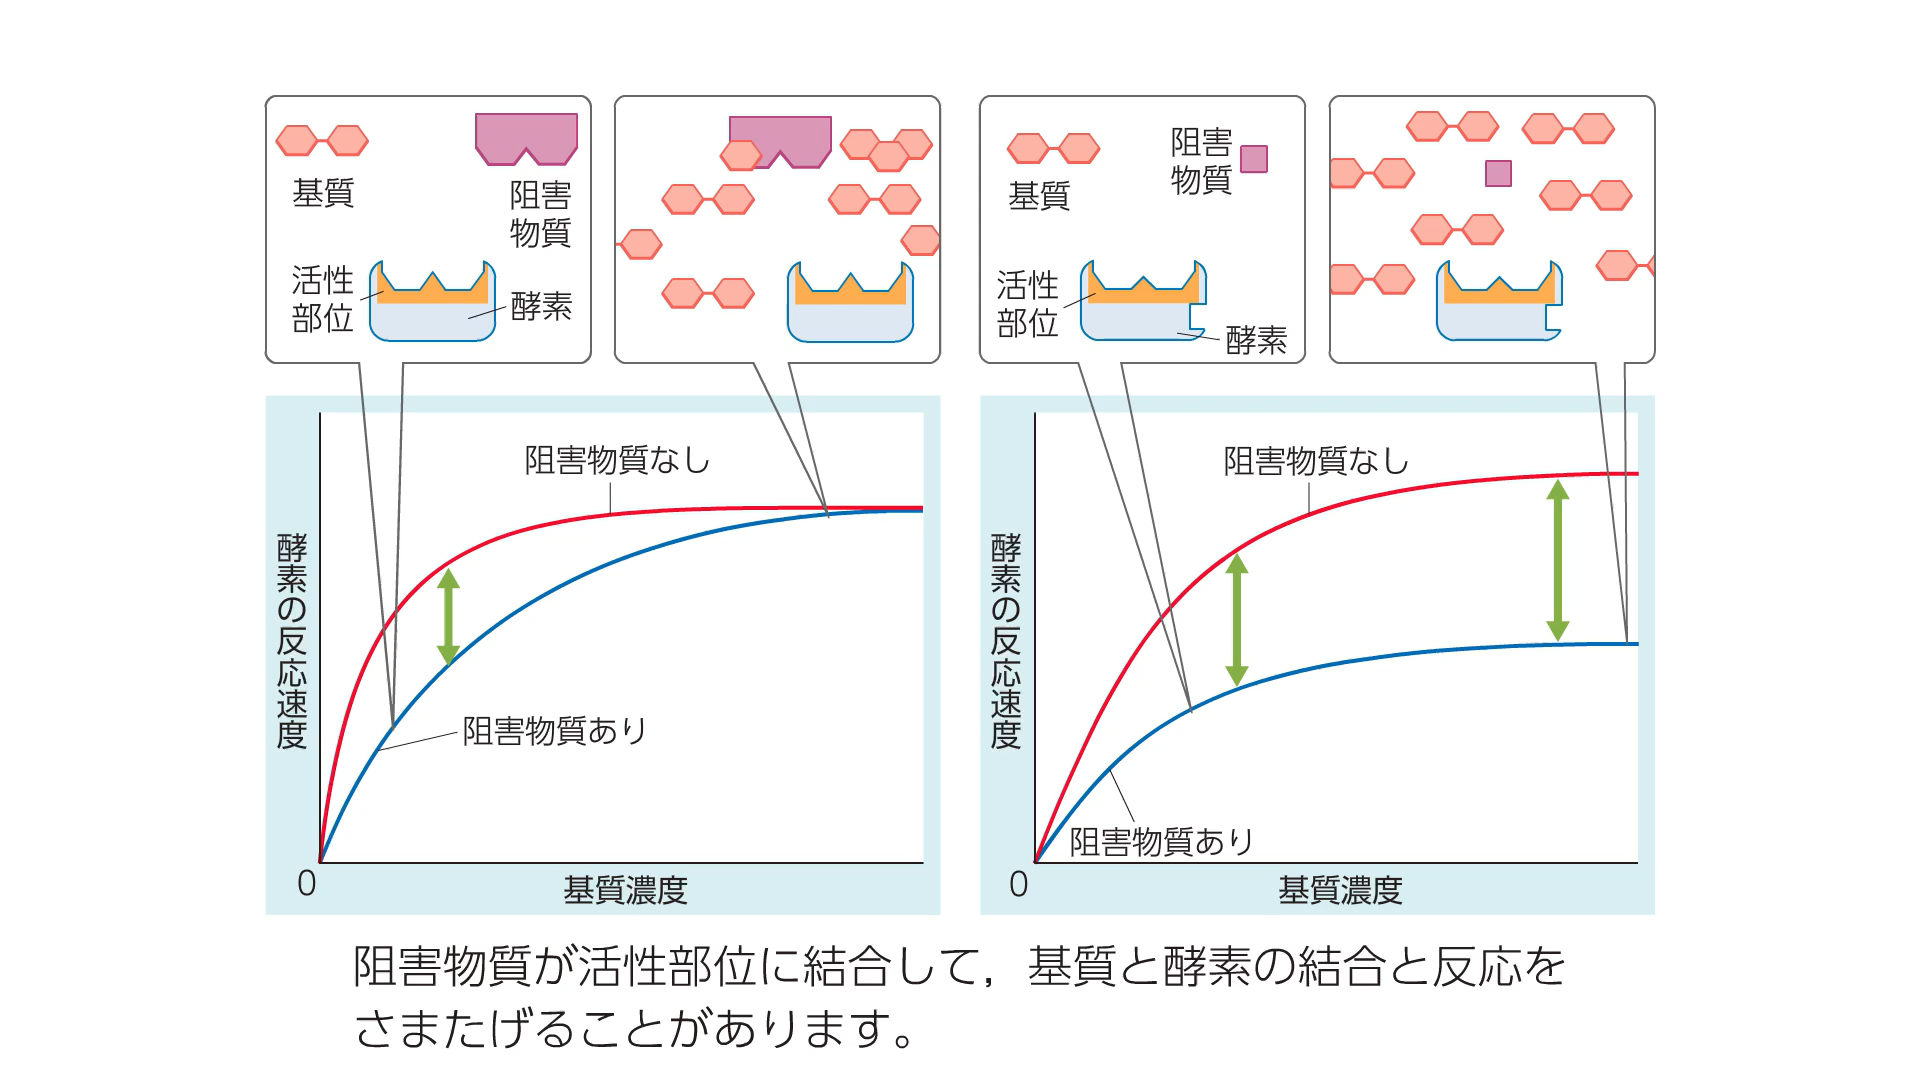 基質
阻害
物質
活性
部位
酵素
基質
阻害
物質
活性
部位
酵素
酵素の反応速度
阻害物質なし
阻害物質あり
0
基質濃度
酵素の反応速度
阻害物質なし
阻害物質あり
0
基質濃度
阻害物質が活性部位に結合して，基質と酵素の結合と反応を
さまたげることがあります。